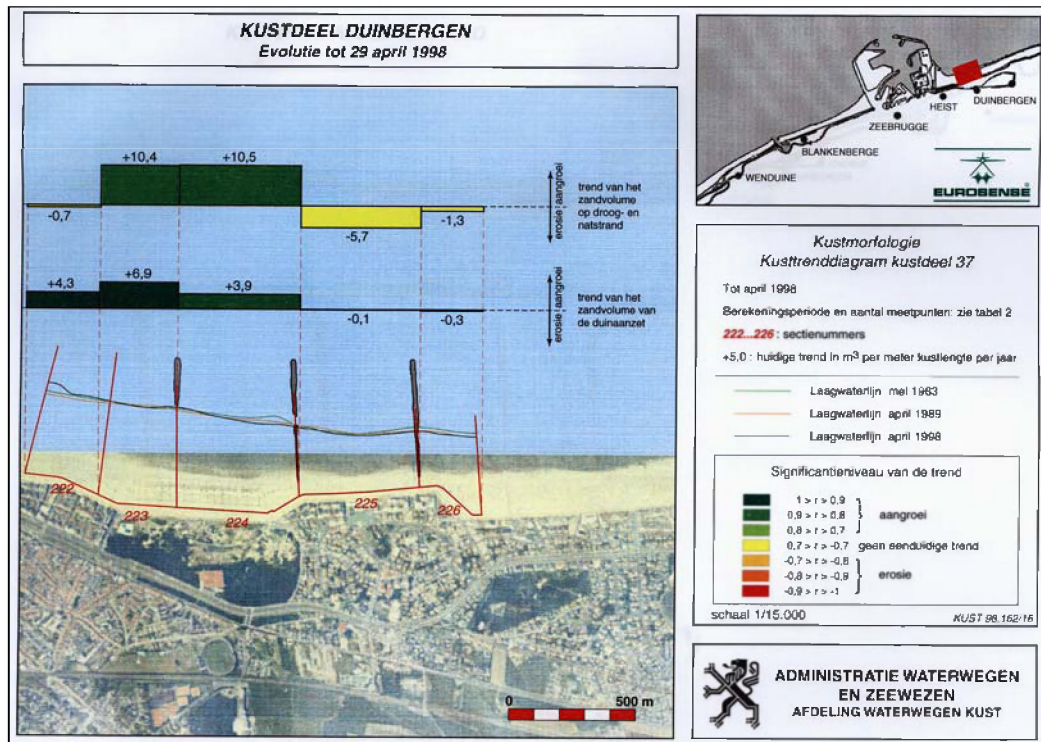 KUSTDEEL DUINBERGEN
Evolutie tot 29 april 1998
+10,4
+10,5
-0,7
-5,7
-1,3
erosie aangroei
trend van het
zandvolume
op droog- en
natstrand
+4,3
+6,9
+3,9
-0,1
-0,3
erosie aangroei
trend van het
zandvolume van
de duinaanzet
222
223
224
225
226
0
500 m
HEIST
DUINBERGEN
ZEEBRUGGE
BLANKENBERGE
WENDUINE
EUROSENSE
Kustmorfologie
Kusttrenddiagram kustdeel 37
Tot april 1998
Berekeningsperiode en aantal meetpunten: zie tabel 2
222...226 : sectienummers
+5,0 : huidige trend in m³ per meter kustlengte per jaar
Laagwaterlijn mei 1983
Laagwaterlijn april 1989
Laagwaterlijn april 1998
Significantieniveau van de trend
1 > r > 0,9
0,9 > r > 0,8
aangroei
0,8 > r > 0,7
0,7 > r > -0,7 geen eenduidige trend
-0,7 > r > -0,8
-0,8 > r > -0,9
erosie
-0,9 > r > -1
schaal 1/15.000
KUST 98.162/16
ADMINISTRATIE WATERWEGEN
EN ZEEWEZEN
AFDELING WATERWEGEN KUST